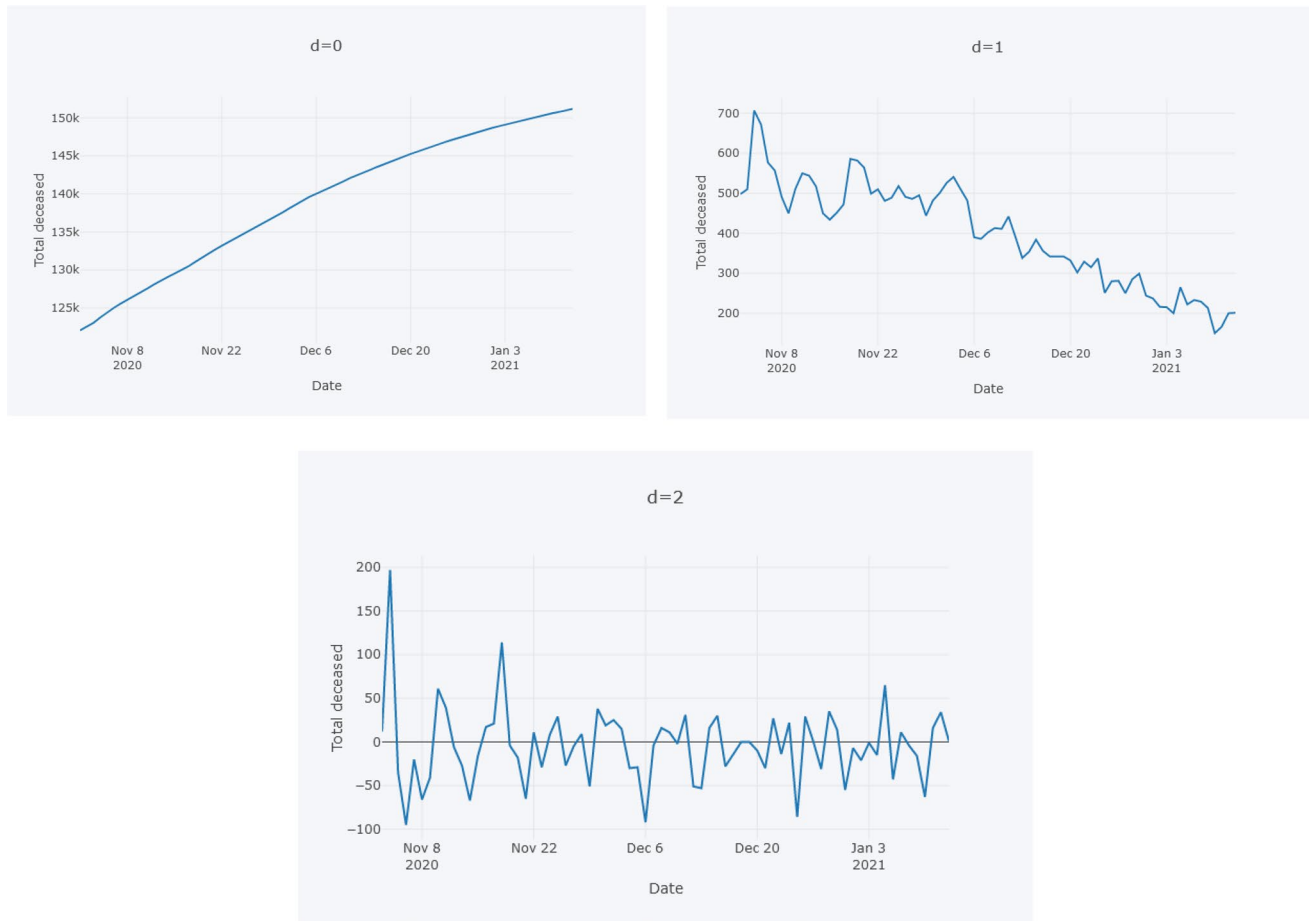 d=0
150k
145k
140k
135k
130k
125k
Total deceased
Nov 8
2020
Nov 22
Dec 6
Dec 20
Jan 3
2021
Date
d=1
700
600
500
400
300
200
Total deceased
Nov 8
2020
Nov 22
Dec 6
Dec 20
Jan 3
2021
Date
d=2
200
150
100
50
0
−50
−100
Total deceased
Nov 8
2020
Nov 22
Dec 6
Dec 20
Jan 3
2021
Date